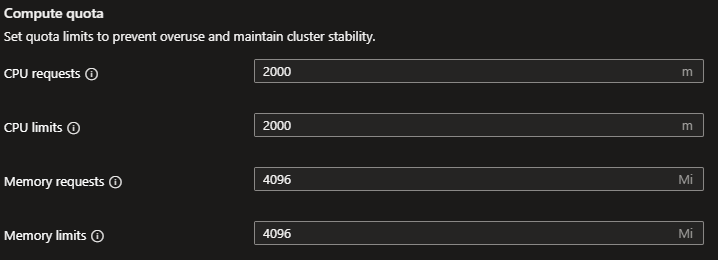 Compute quota
Set quota limits to prevent overuse and maintain cluster stability.
CPU requests 2000 m
CPU limits 2000 m
Memory requests 4096 Mi
Memory limits 4096 Mi